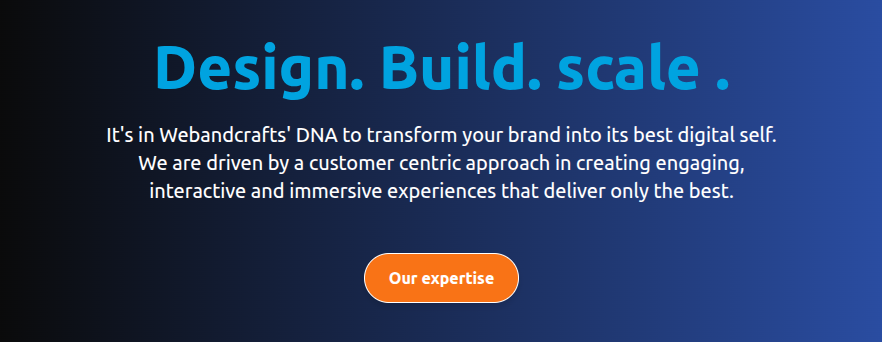 Design. Build. scale .
It's in Webandcrafts' DNA to transform your brand into its best digital self.
We are driven by a customer centric approach in creating engaging,
interactive and immersive experiences that deliver only the best.
Our expertise